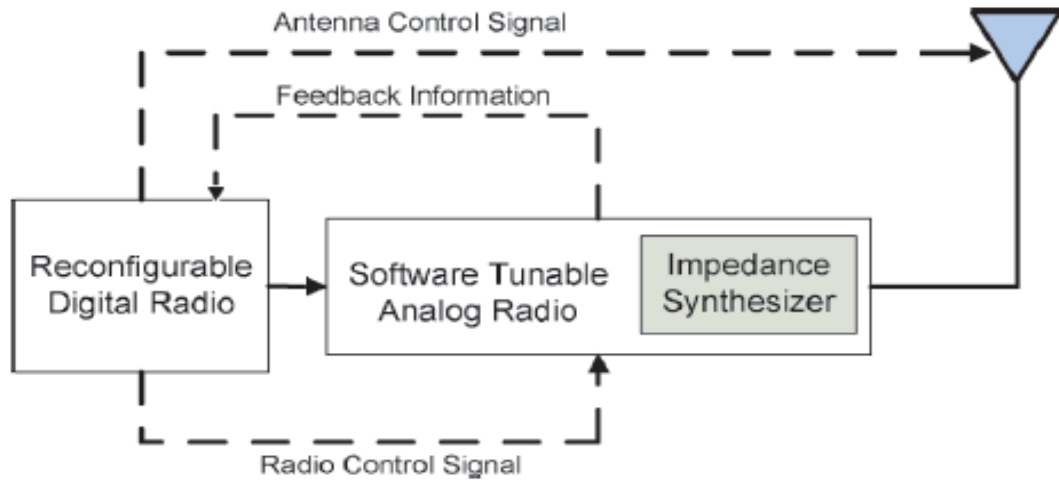 Antenna Control Signal
Feedback Information
Reconfigurable
Digital Radio
Software Tunable
Analog Radio
Impedance
Synthesizer
Radio Control Signal